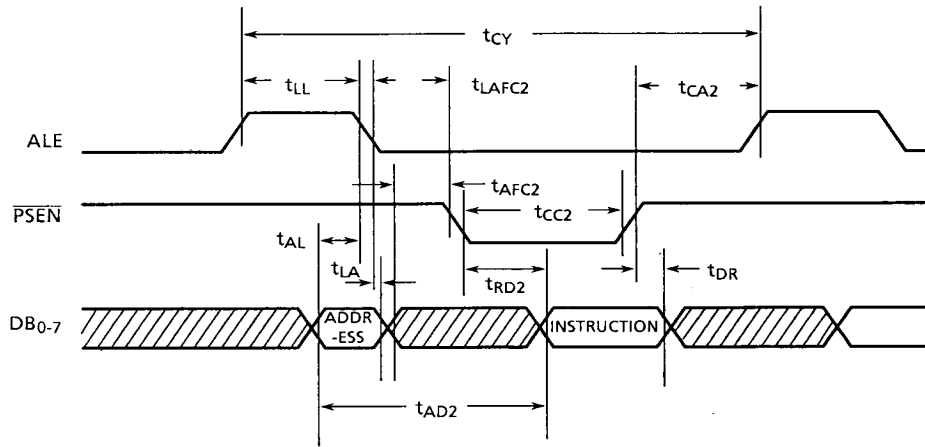 tCY
tLL
tLAFC2
tCA2
ALE
tAFC2
PSEN
tCC2
tAL
tLA
tRD2
tDR
DB0-7
ADDR
-ESS
INSTRUCTION
tAD2